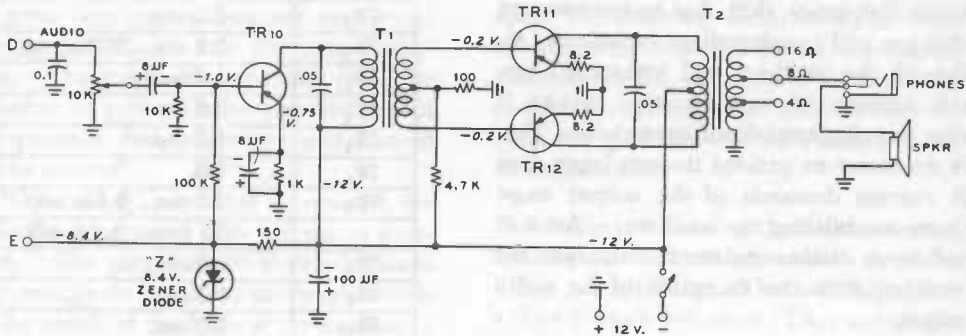 TR11
T2
AUDIO
TR10
T1
-0.2 V.
16 Ω
D
8.2
8 µF
.05
8 Ω
+ -
-1.0 V.
100
PHONES
0.1
10K
4 Ω
-0.75
V.
10K
.05
8.2
8 µF
-0.2 V.
SPKR
-
TR12
-12 V.
+
100 K
1K
4.7 K
E
-8.4 V.
150
-12 V.
"Z"
8.4 V.
ZENER
DIODE
-
100 µF
+
+ 12 V. -